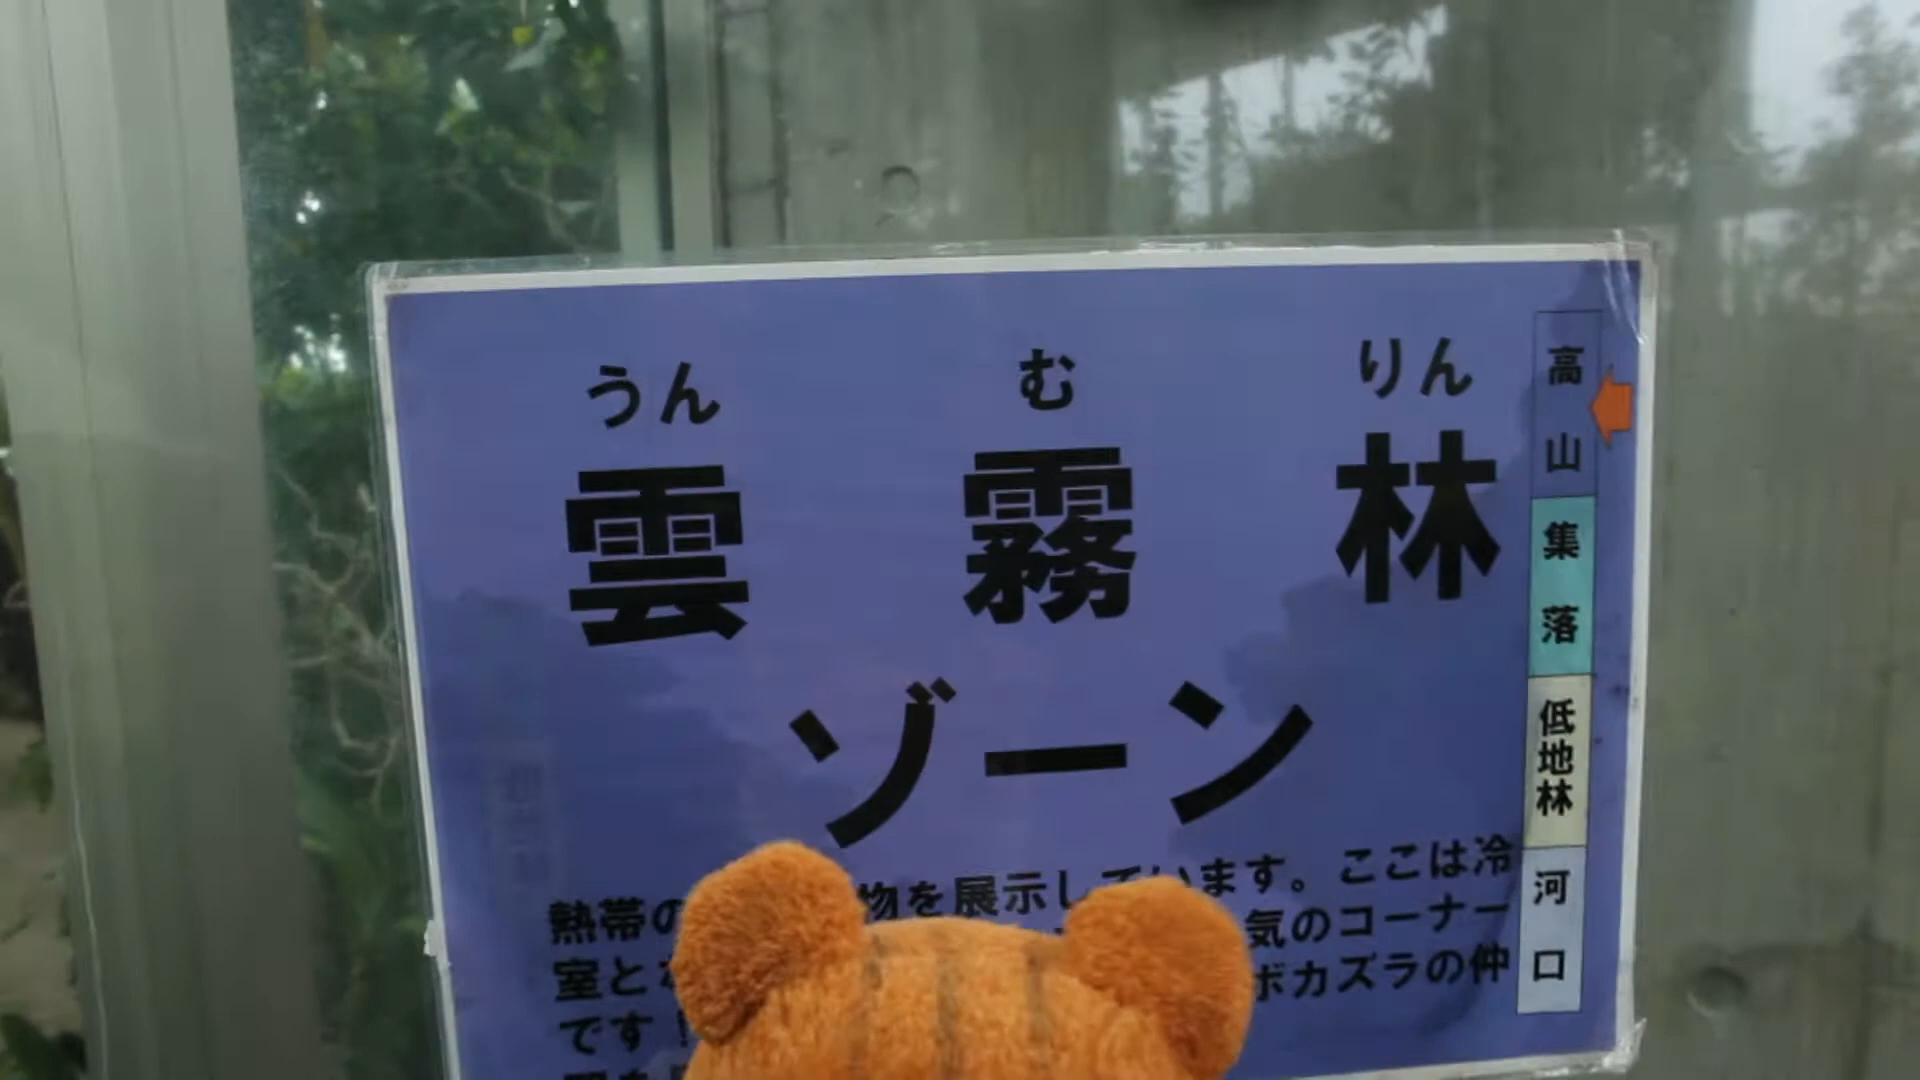 うん む りん
雲霧林
ゾーン
熱帯の 物を展示しています。ここは冷
室とな 気のコーナー
です！ ボカズラの仲
高山
集落
低地林
河口